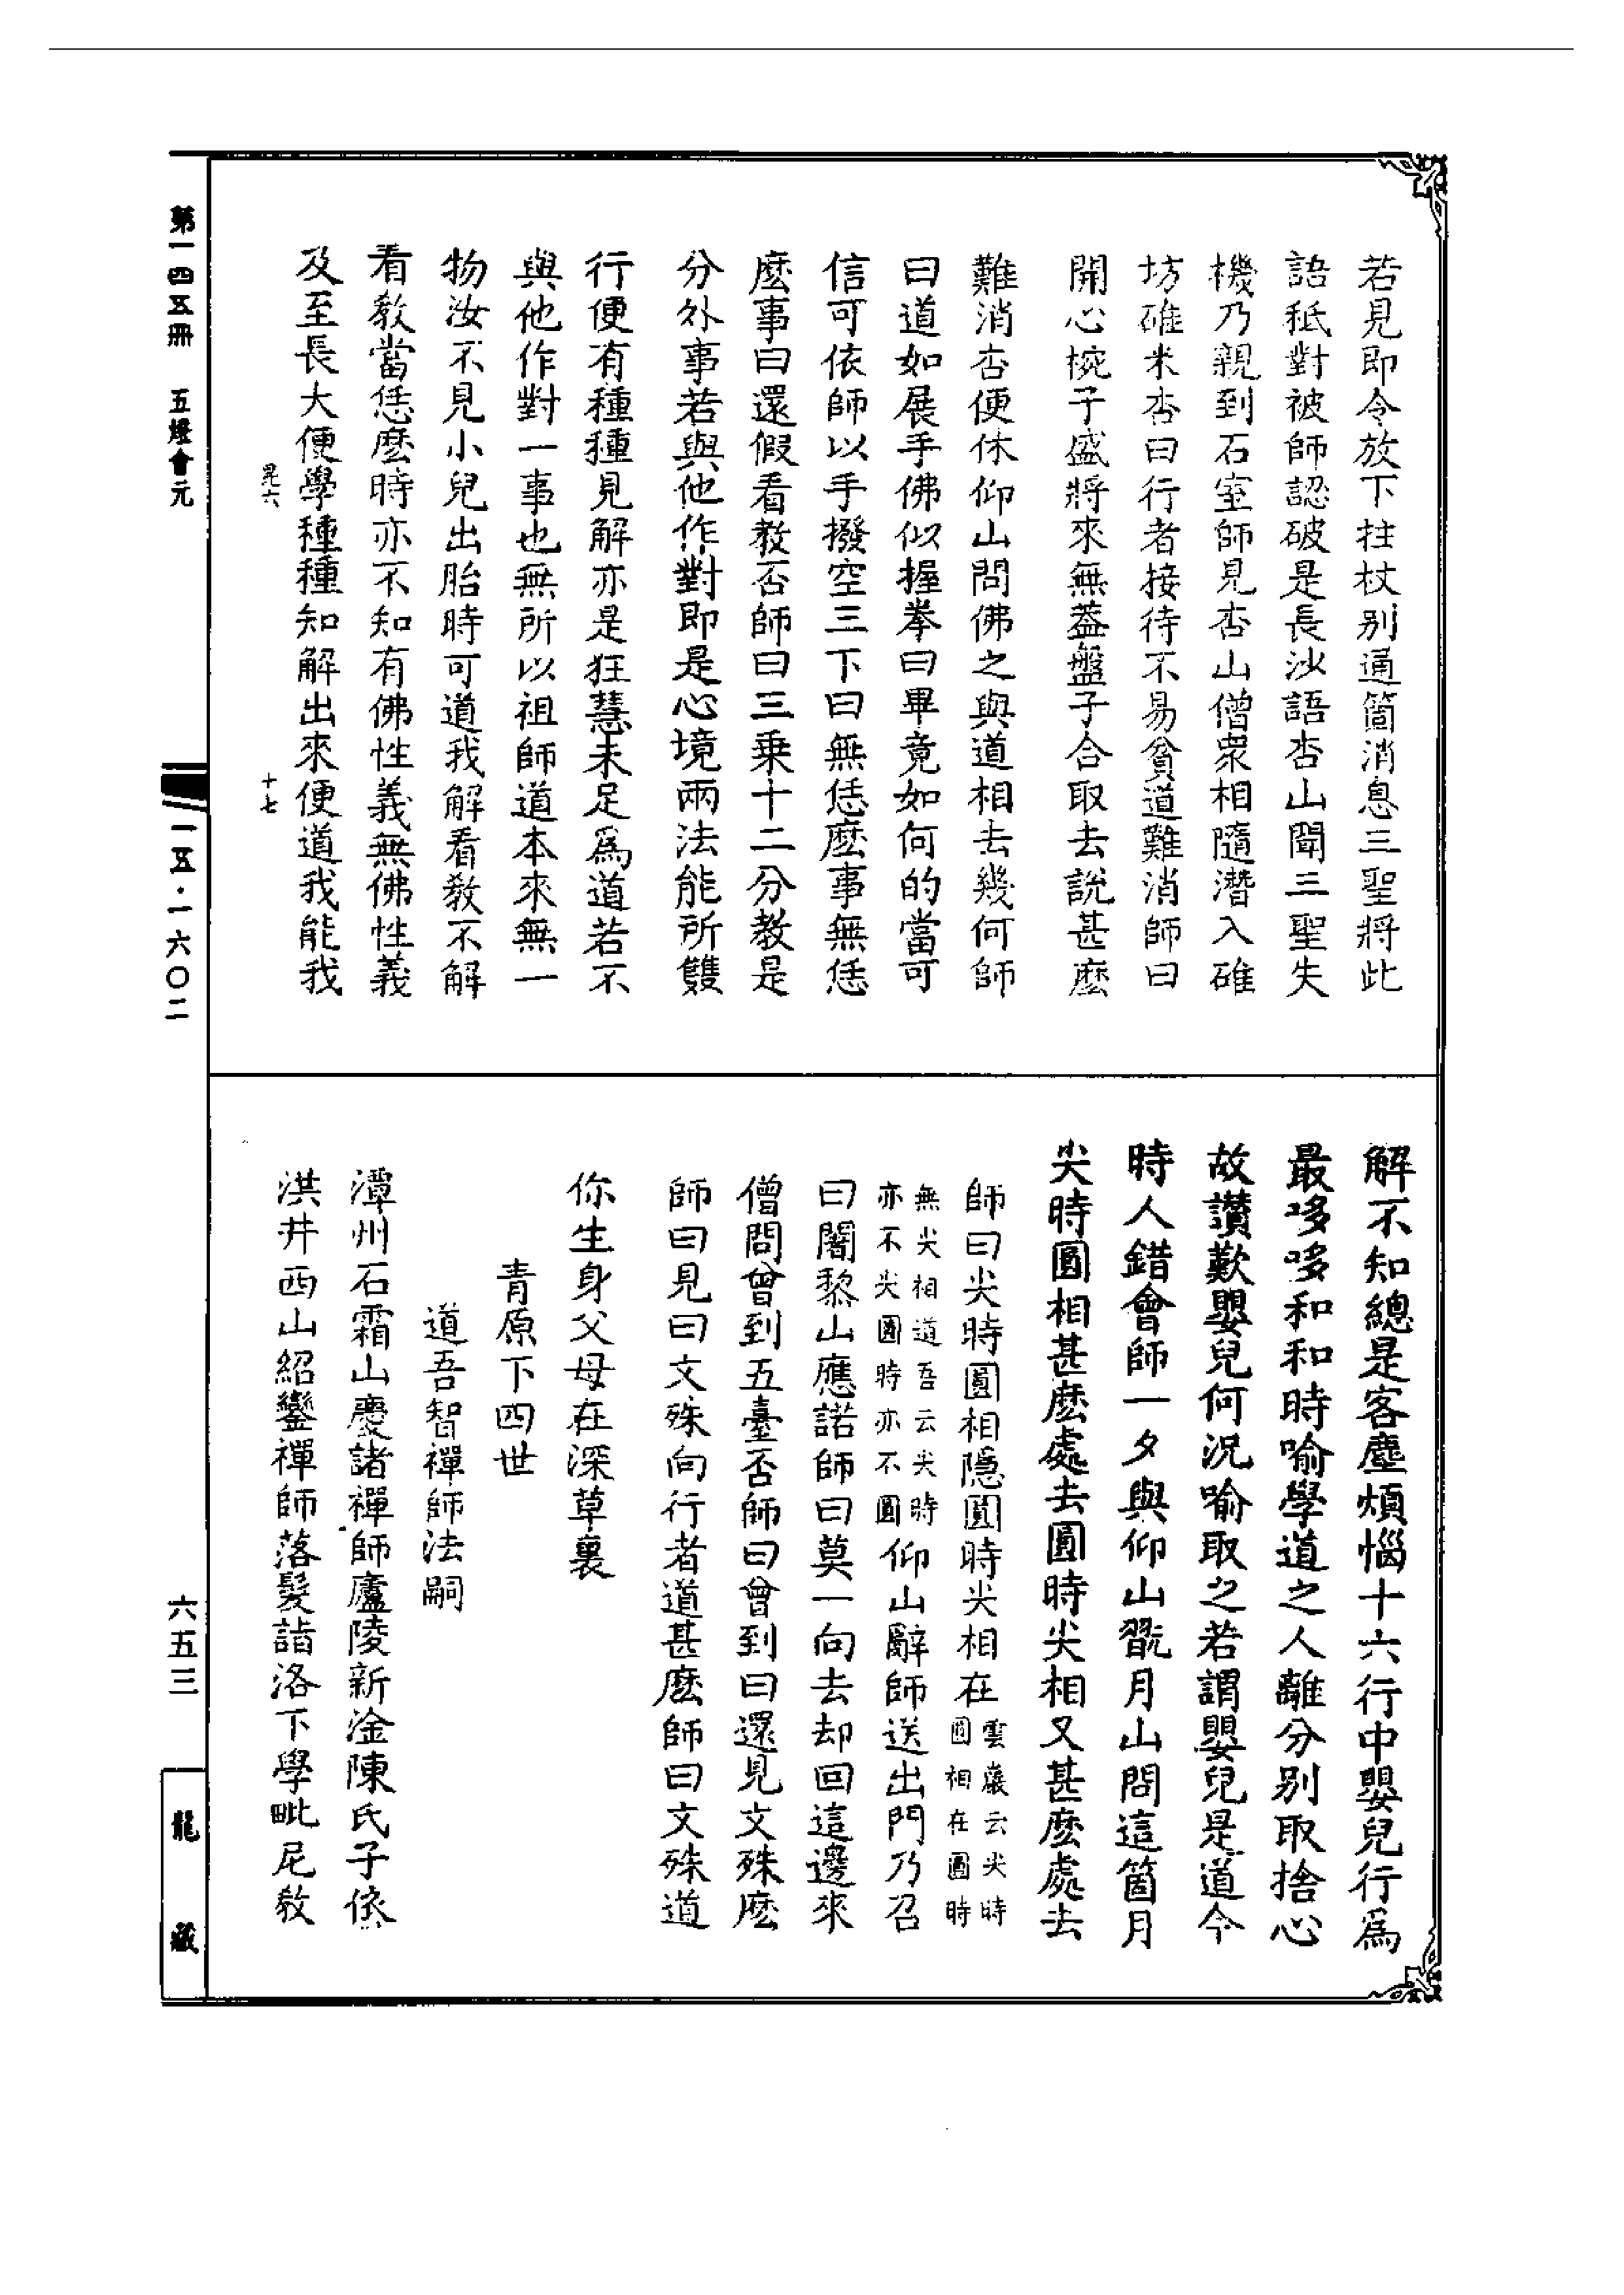 若見即令放下拄杖别通箇消息三聖將此
語秖對被師認破是長沙語杏山聞三聖失
機乃親到石室師見杏山僧眾相隨潛入碓
坊碓米杏曰行者接待不易貧道難消師曰
開心椀子盛將來無葢盤子合取去説甚麽
難消杏便休仰山問佛之與道相去幾何師
曰道如展手佛似握拳曰畢竟如何的當可
信可依師以手撥空三下曰無恁麽事無恁
麽事曰還假看教否師曰三乗十二分教是
分外事若與他作對即是心境兩法能所雙
行便有種種見解亦是狂慧未足爲道若不
與他作對一事也無所以祖師道本來無一
物汝不見小兒出胎時可道我解看教不解
看教當恁麽時亦不知有佛性義無佛性義
及至長大便學種種知解出來便道我能我
晃六 十七
解不知總是客塵煩惱十六行中嬰兒行爲
最哆哆和和時喻學道之人離分别取捨心
故讃歎嬰兒何況喻取之若謂嬰兒是道今
時人錯會師一夕與仰山翫月山問這箇月
尖時圓相甚麽處去圓時尖相又甚麽處去
師曰尖時圓相隱圓時尖相在雲巖云尖時圓相在圓時
無尖相道吾云尖時亦不尖圓時亦不圓仰山辭師送出門乃召
曰闍黎山應諾師曰莫一向去却回這邊來
僧問曾到五臺否師曰曾到曰還見文殊麽
師曰見曰文殊向行者道甚麽師曰文殊道
你生身父母在深草裏
青原下四世
道吾智禪師法嗣
潭州石霜山慶諸禪師廬陵新淦陳氏子依
洪井西山紹鑾禪師落髮詣洛下學毗尼教
第一四五冊 五燈會元
一五·一六〇二
六五三
龍藏